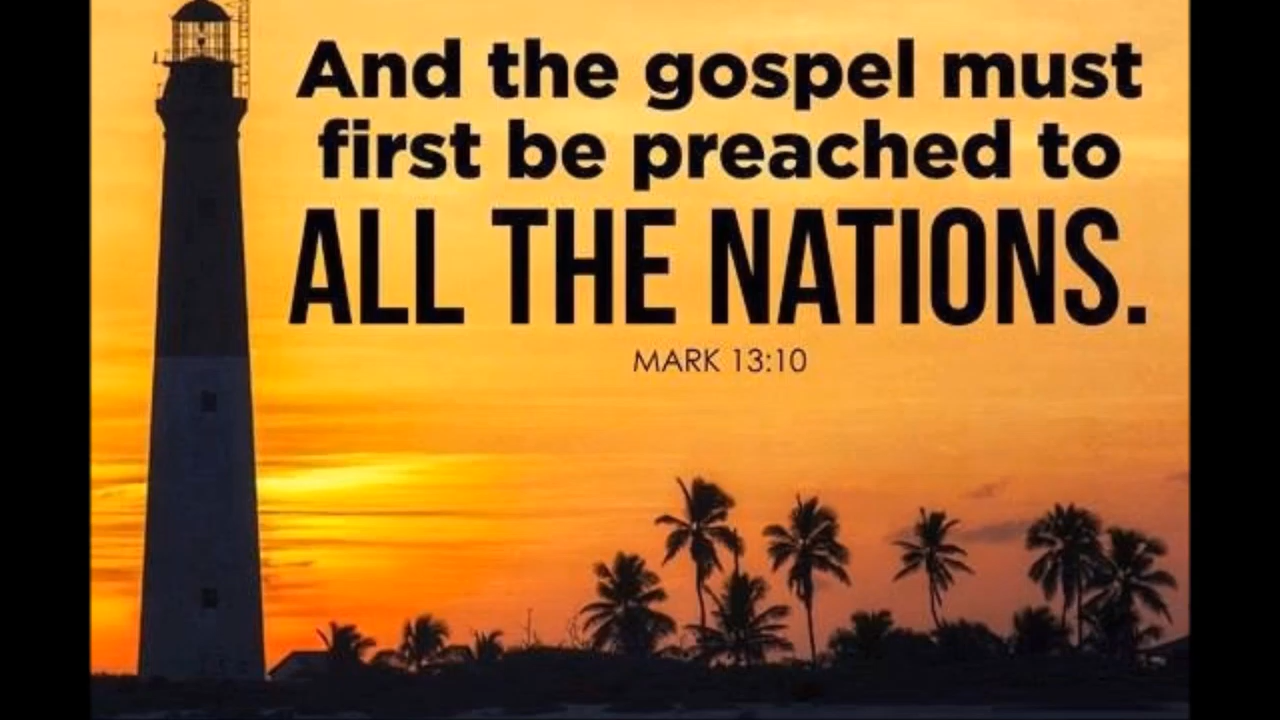 And the gospel must
first be preached to
ALL THE NATIONS.
MARK 13:10